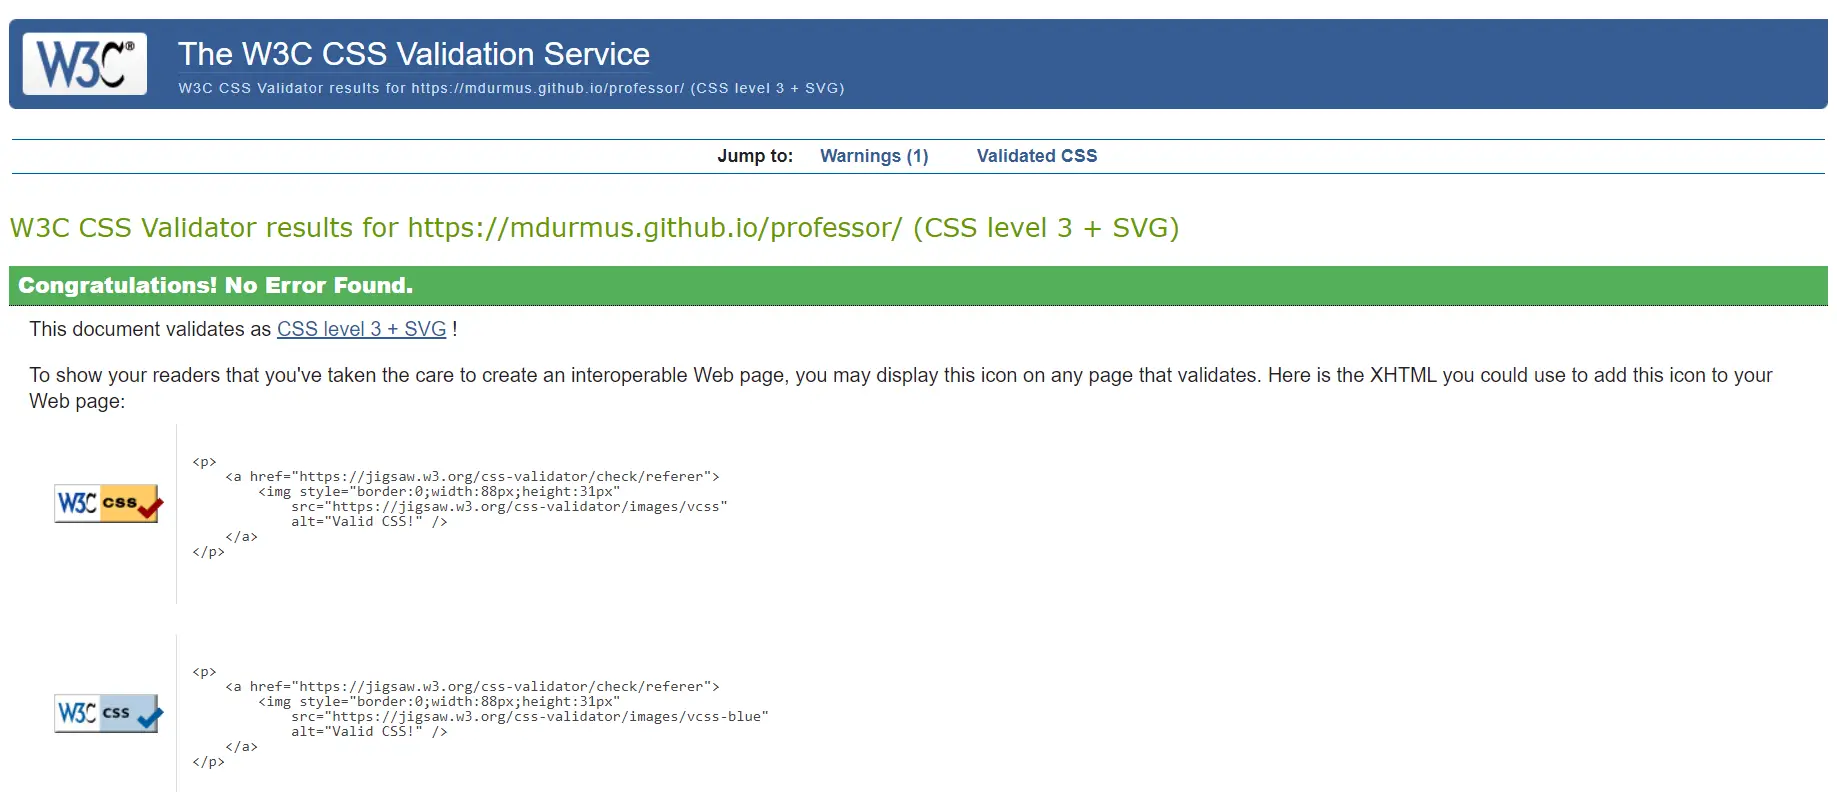 W3C®
The W3C CSS Validation Service
W3C CSS Validator results for https://mdurmus.github.io/professor/ (CSS level 3 + SVG)
Jump to: Warnings (1) Validated CSS
W3C CSS Validator results for https://mdurmus.github.io/professor/ (CSS level 3 + SVG)
Congratulations! No Error Found.
This document validates as CSS level 3 + SVG !
To show your readers that you've taken the care to create an interoperable Web page, you may display this icon on any page that validates. Here is the XHTML you could use to add this icon to your
Web page:
W3C css
<p>
    <a href="https://jigsaw.w3.org/css-validator/check/referer">
        <img style="border:0;width:88px;height:31px"
            src="https://jigsaw.w3.org/css-validator/images/vcss"
            alt="Valid CSS!" />
    </a>
</p>
W3C css
<p>
    <a href="https://jigsaw.w3.org/css-validator/check/referer">
        <img style="border:0;width:88px;height:31px"
            src="https://jigsaw.w3.org/css-validator/images/vcss-blue"
            alt="Valid CSS!" />
    </a>
</p>